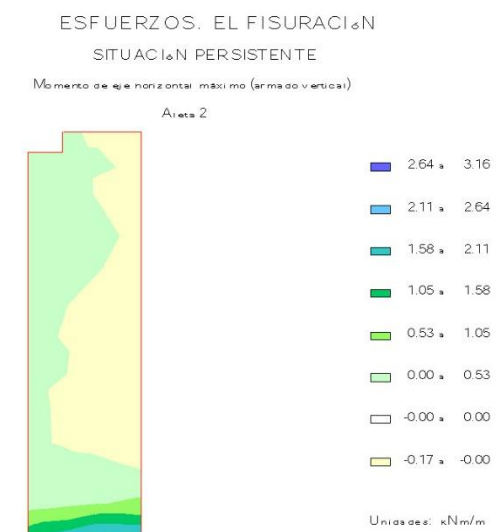 ESFUERZOS. EL FISURACIóN
SITUACIóN PERSISTENTE
Momento de eje horizontal máximo (armado vertical)
Aleta 2
2.64 a 3.16
2.11 a 2.64
1.58 a 2.11
1.05 a 1.58
0.53 a 1.05
0.00 a 0.53
-0.00 a 0.00
-0.17 a -0.00
Unidades: kNm/m